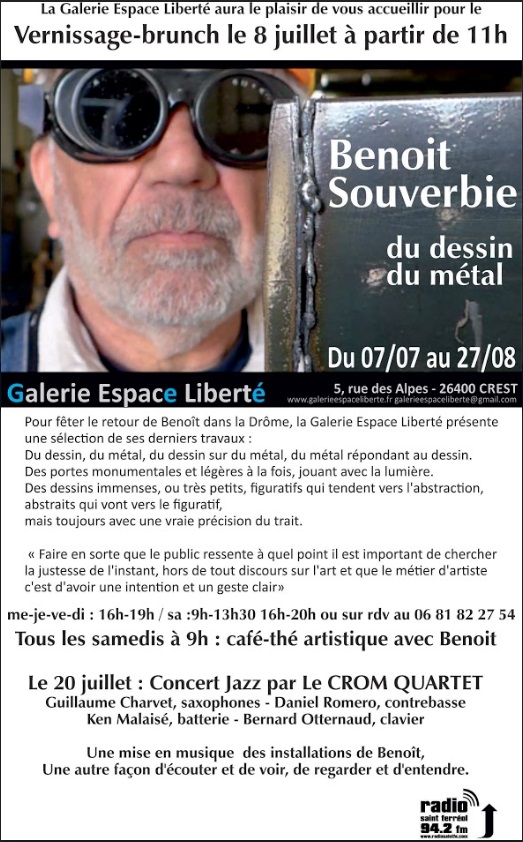 La Galerie Espace Liberté aura le plaisir de vous accueillir pour le
Vernissage-brunch le 8 juillet à partir de 11h
Benoit
Souverbie
du dessin
du métal
Du 07/07 au 27/08
Galerie Espace Liberté
5, rue des Alpes - 26400 CREST
www.galerieespaceliberte.fr galerieespaceliberte@gmail.com
Pour fêter le retour de Benoît dans la Drôme, la Galerie Espace Liberté présente
une sélection de ses derniers travaux :
Du dessin, du métal, du dessin sur du métal, du métal répondant au dessin.
Des portes monumentales et légères à la fois, jouant avec la lumière.
Des dessins immenses, ou très petits, figuratifs qui tendent vers l'abstraction,
abstraits qui vont vers le figuratif,
mais toujours avec une vraie précision du trait.
« Faire en sorte que le public ressente à quel point il est important de chercher
la justesse de l'instant, hors de tout discours sur l'art et que le métier d'artiste
c'est d'avoir une intention et un geste clair»
me-je-ve-di : 16h-19h / sa :9h-13h30 16h-20h ou sur rdv au 06 81 82 27 54
Tous les samedis à 9h : café-thé artistique avec Benoit
Le 20 juillet : Concert Jazz par Le CROM QUARTET
Guillaume Charvet, saxophones - Daniel Romero, contrebasse
Ken Malaisé, batterie - Bernard Otternaud, clavier
Une mise en musique des installations de Benoît,
Une autre façon d'écouter et de voir, de regarder et d'entendre.
radio
saint ferréol
94.2 fm